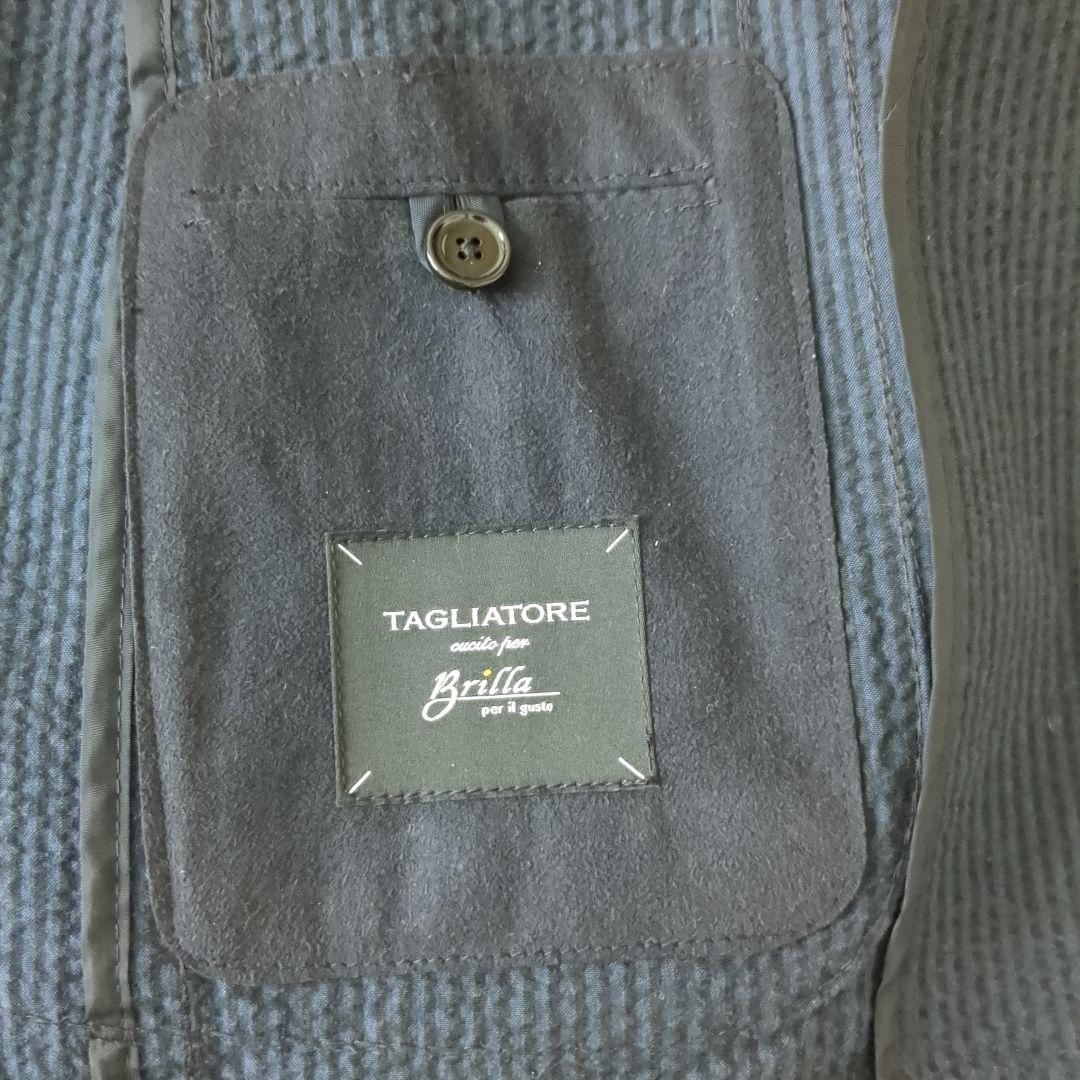 TAGLIATORE
cucito per
Brilla
per il gusto